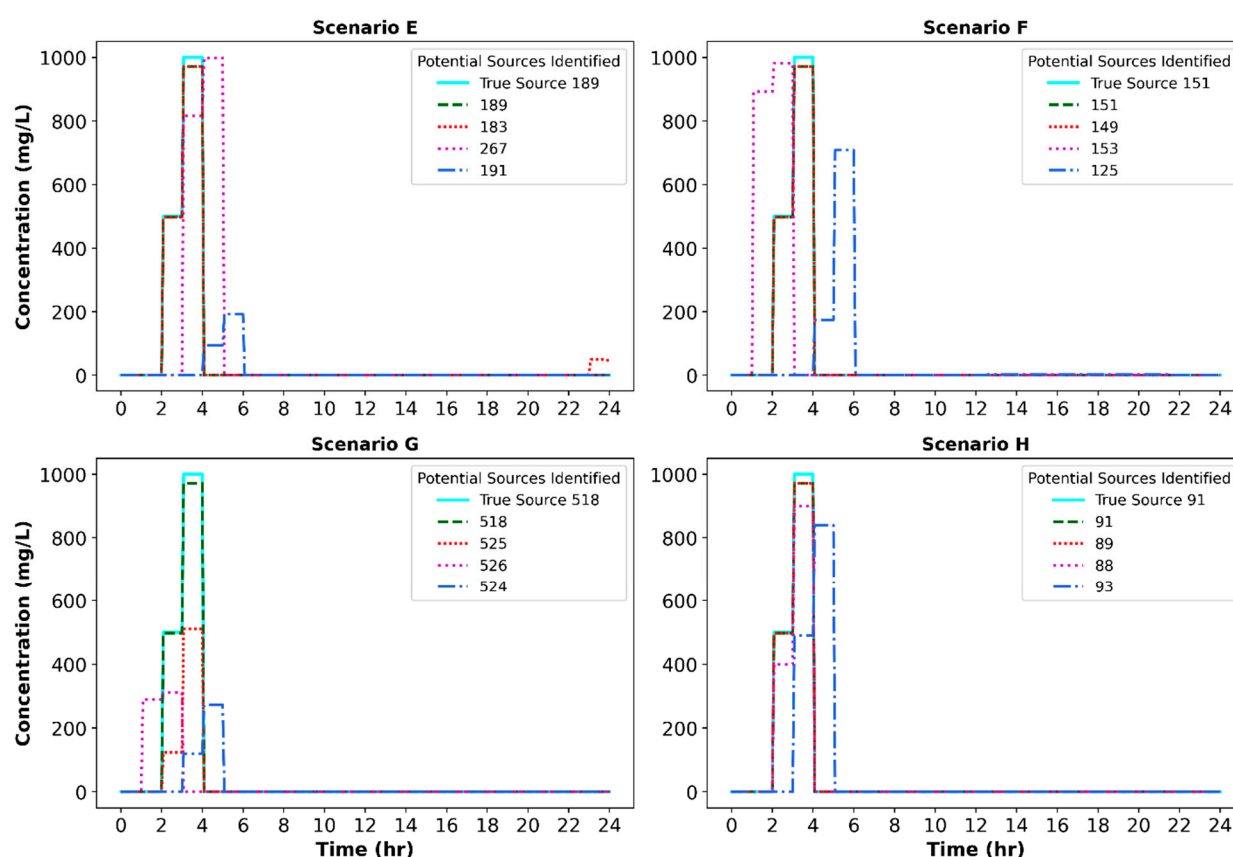 Scenario E
Concentration (mg/L)
1000
800
600
400
200
0
0 2 4 6 8 10 12 14 16 18 20 22 24
Potential Sources Identified
True Source 189
189
183
267
191
Scenario F
1000
800
600
400
200
0
0 2 4 6 8 10 12 14 16 18 20 22 24
Potential Sources Identified
True Source 151
151
149
153
125
Scenario G
Concentration (mg/L)
1000
800
600
400
200
0
0 2 4 6 8 10 12 14 16 18 20 22 24
Time (hr)
Potential Sources Identified
True Source 518
518
525
526
524
Scenario H
1000
800
600
400
200
0
0 2 4 6 8 10 12 14 16 18 20 22 24
Time (hr)
Potential Sources Identified
True Source 91
91
89
88
93